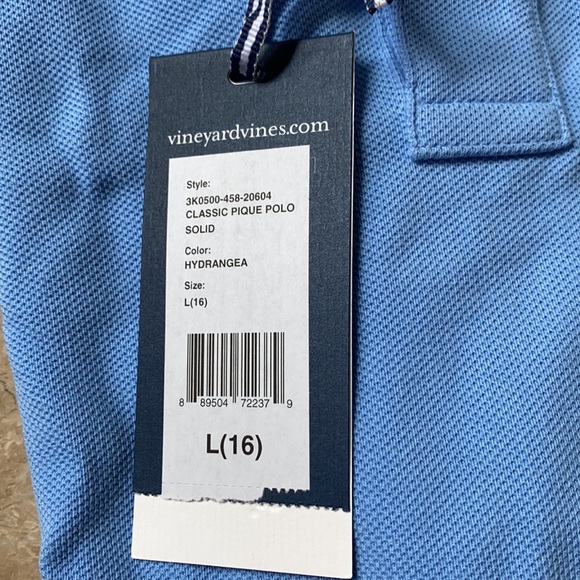 vineyardvines.com
Style:
3K0500-458-20604
CLASSIC PIQUE POLO
SOLID
Color:
HYDRANGEA
Size:
L(16)
8 89504 72237 9
L(16)